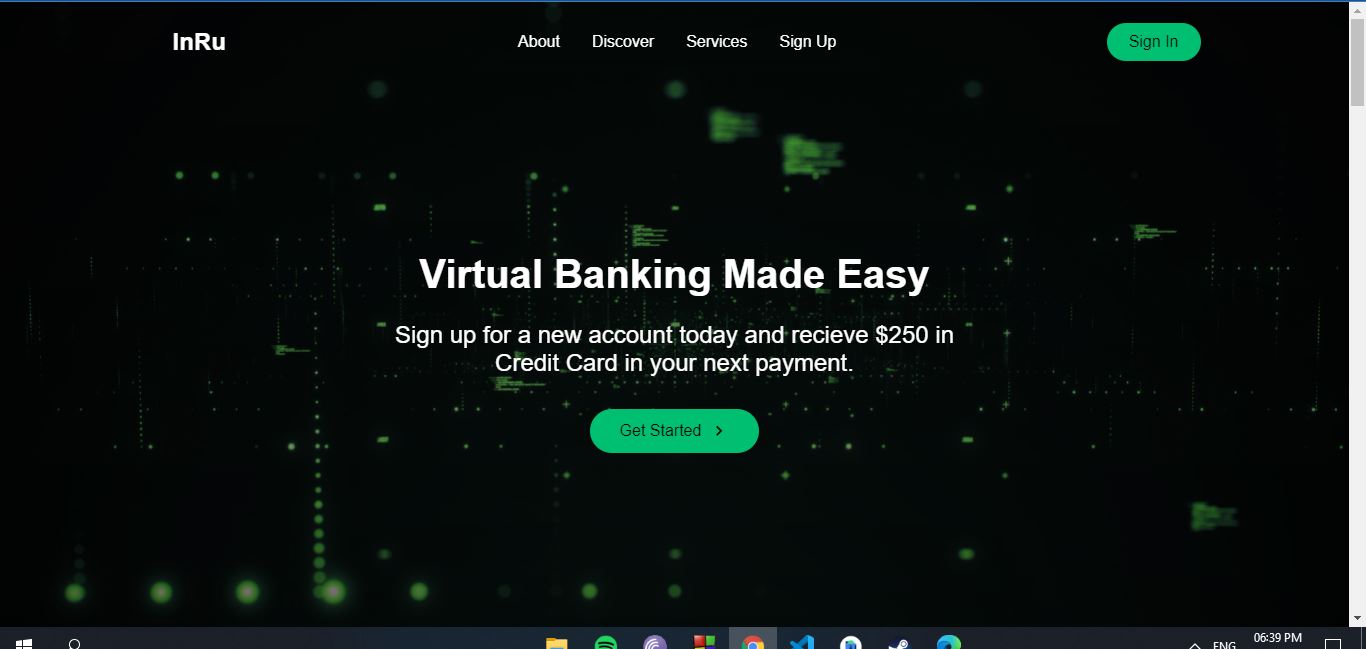 InRu
About
Discover
Services
Sign Up
Sign In
Virtual Banking Made Easy
Sign up for a new account today and recieve $250 in
Credit Card in your next payment.
Get Started
ENG
06:39 PM